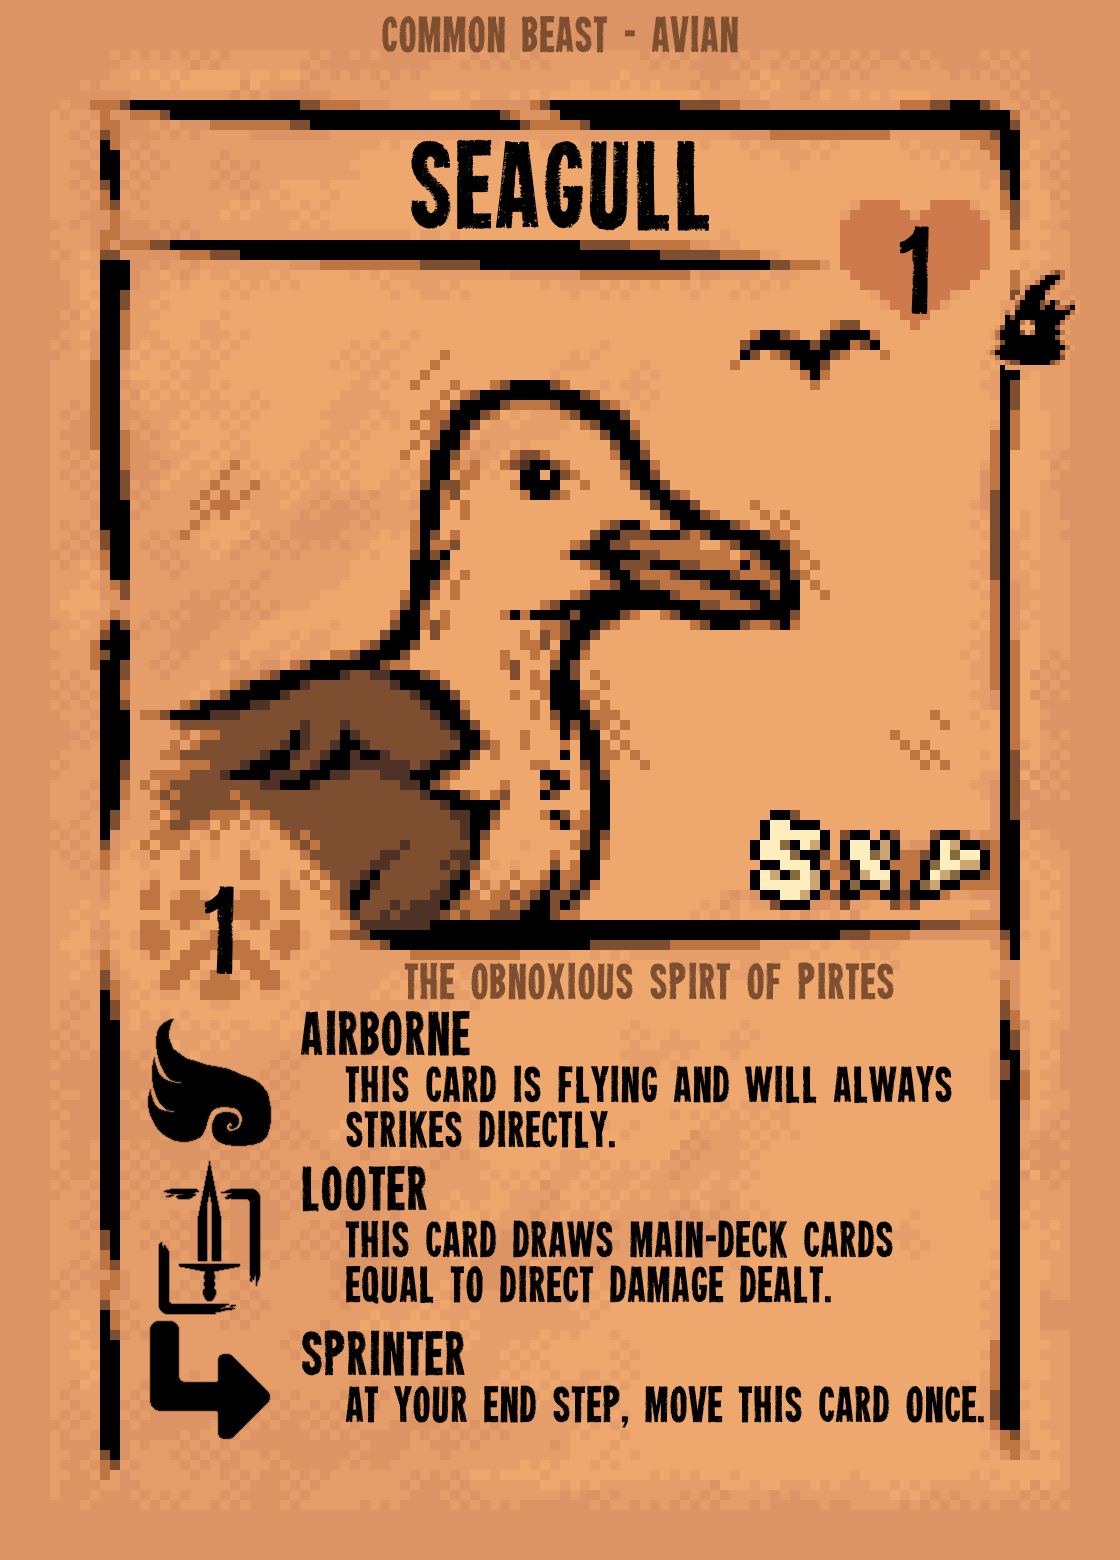 COMMON BEAST - AVIAN
SEAGULL
1
1
THE OBNOXIOUS SPIRT OF PIRTES
AIRBORNE
THIS CARD IS FLYING AND WILL ALWAYS
STRIKES DIRECTLY.
LOOTER
THIS CARD DRAWS MAIN-DECK CARDS
EQUAL TO DIRECT DAMAGE DEALT.
SPRINTER
AT YOUR END STEP, MOVE THIS CARD ONCE.